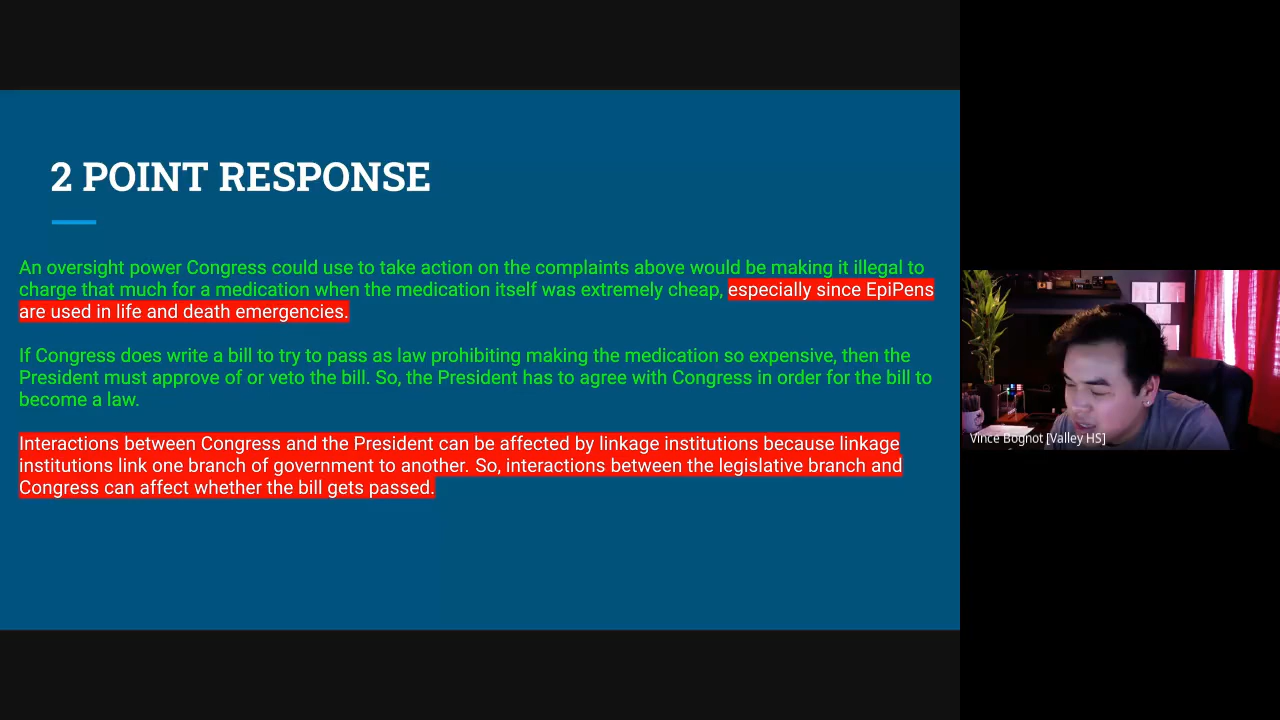 2 POINT RESPONSE
An oversight power Congress could use to take action on the complaints above would be making it illegal to
charge that much for a medication when the medication itself was extremely cheap, especially since EpiPens
are used in life and death emergencies.
If Congress does write a bill to try to pass as law prohibiting making the medication so expensive, then the
President must approve of or veto the bill. So, the President has to agree with Congress in order for the bill to
become a law.
Interactions between Congress and the President can be affected by linkage institutions because linkage
institutions link one branch of government to another. So, interactions between the legislative branch and
Congress can affect whether the bill gets passed.
Vince Bognot [Valley HS]